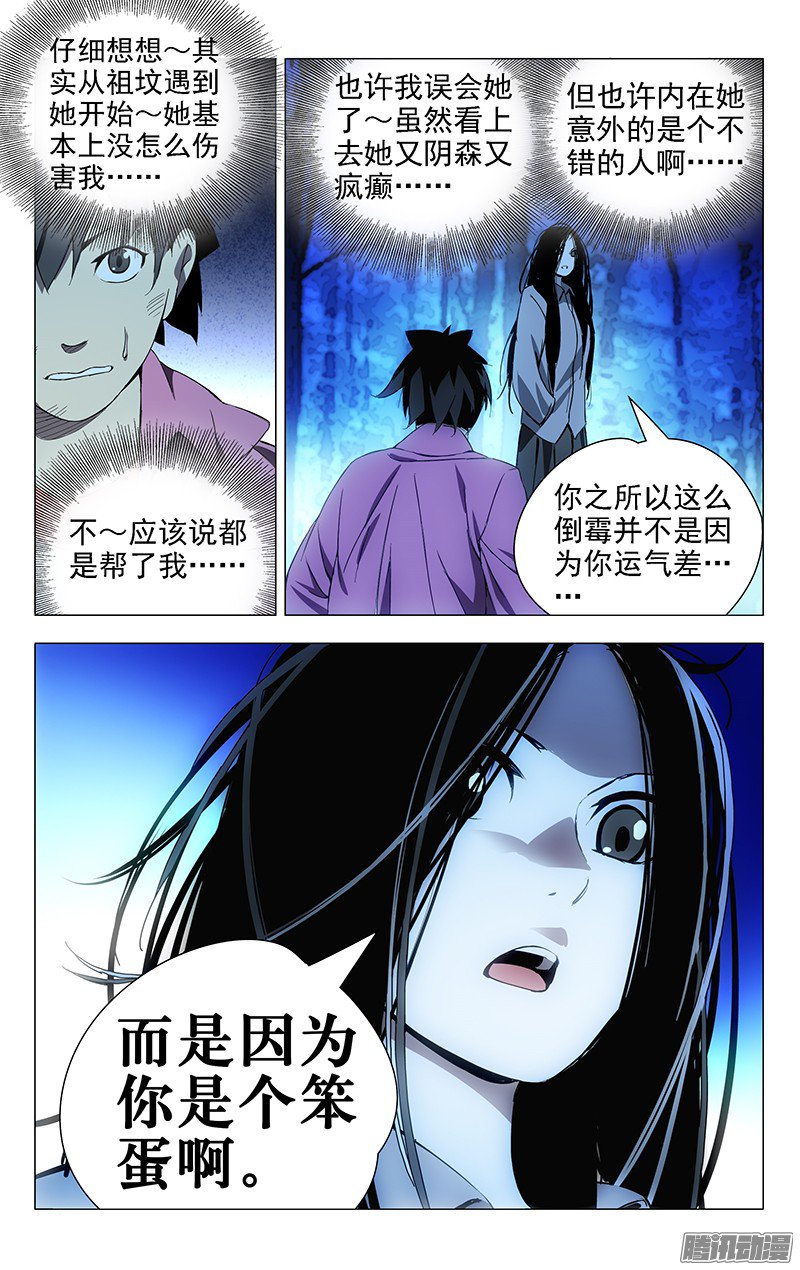 仔细想想～其
实从祖坟遇到
她开始～她基
本上没怎么伤
害我……
不～应该说都
是帮了我……
也许我误会她
了～虽然看上
去她又阴森又
疯癫……
但也许内在她
意外的是个不
错的人啊……
你之所以这么
倒霉并不是因
为你运气差…
…
而是因为
你是个笨
蛋啊。
腾讯动漫